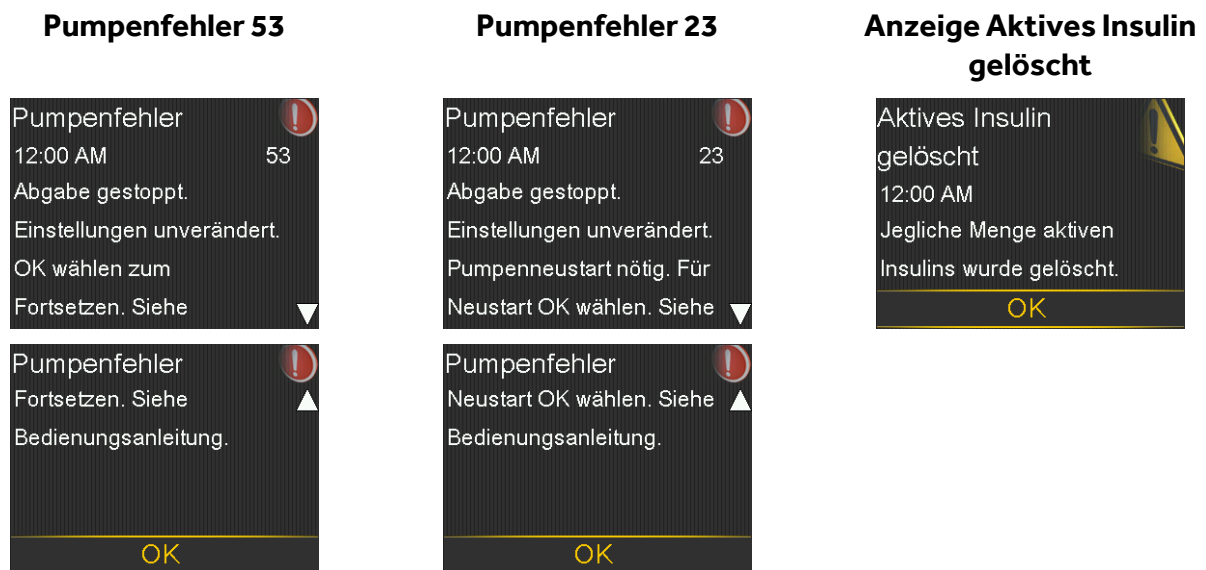 Pumpenfehler 53
Pumpenfehler
12:00 AM 53
Abgabe gestoppt.
Einstellungen unverändert.
OK wählen zum
Fortsetzen. Siehe
Pumpenfehler
Fortsetzen. Siehe
Bedienungsanleitung.
OK
Pumpenfehler 23
Pumpenfehler
12:00 AM 23
Abgabe gestoppt.
Einstellungen unverändert.
Pumpenneustart nötig. Für
Neustart OK wählen. Siehe
Pumpenfehler
Neustart OK wählen. Siehe
Bedienungsanleitung.
OK
Anzeige Aktives Insulin
gelöscht
Aktives Insulin
gelöscht
12:00 AM
Jegliche Menge aktiven
Insulins wurde gelöscht.
OK